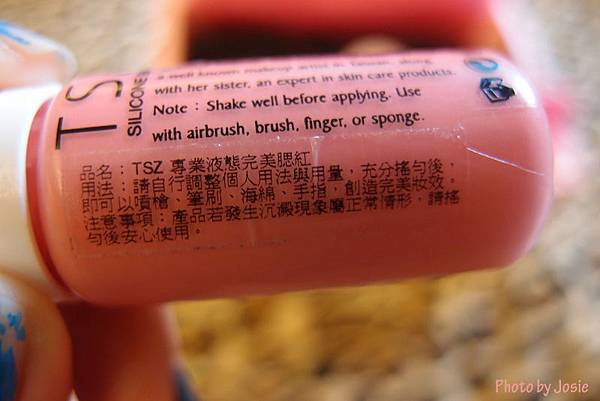 TSZ
SILICONE
a well known makeup artist in Taiwan, along
with her sister, an expert in skin care products.
Note : Shake well before applying. Use
with airbrush, brush, finger, or sponge.
品名：TSZ 專業液態完美腮紅
用法：請自行調整個人用法與用量，充分搖勻後，
即可以噴槍、筆刷、海綿、手指，創造完美妝效。
注意事項：產品若發生沉澱現象屬正常情形，請搖
勻後安心使用。
Photo by Josie